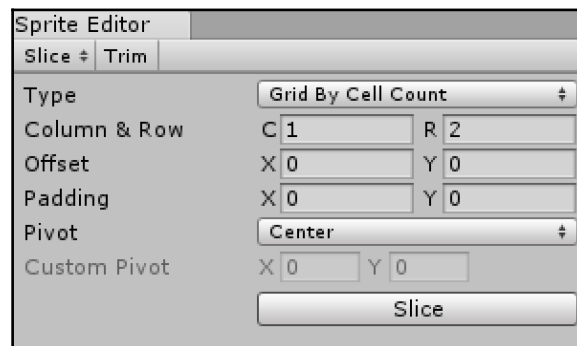 Sprite Editor
Slice Trim
Type Grid By Cell Count
Column & Row C 1 R 2
Offset X 0 Y 0
Padding X 0 Y 0
Pivot Center
Custom Pivot X 0 Y 0
Slice